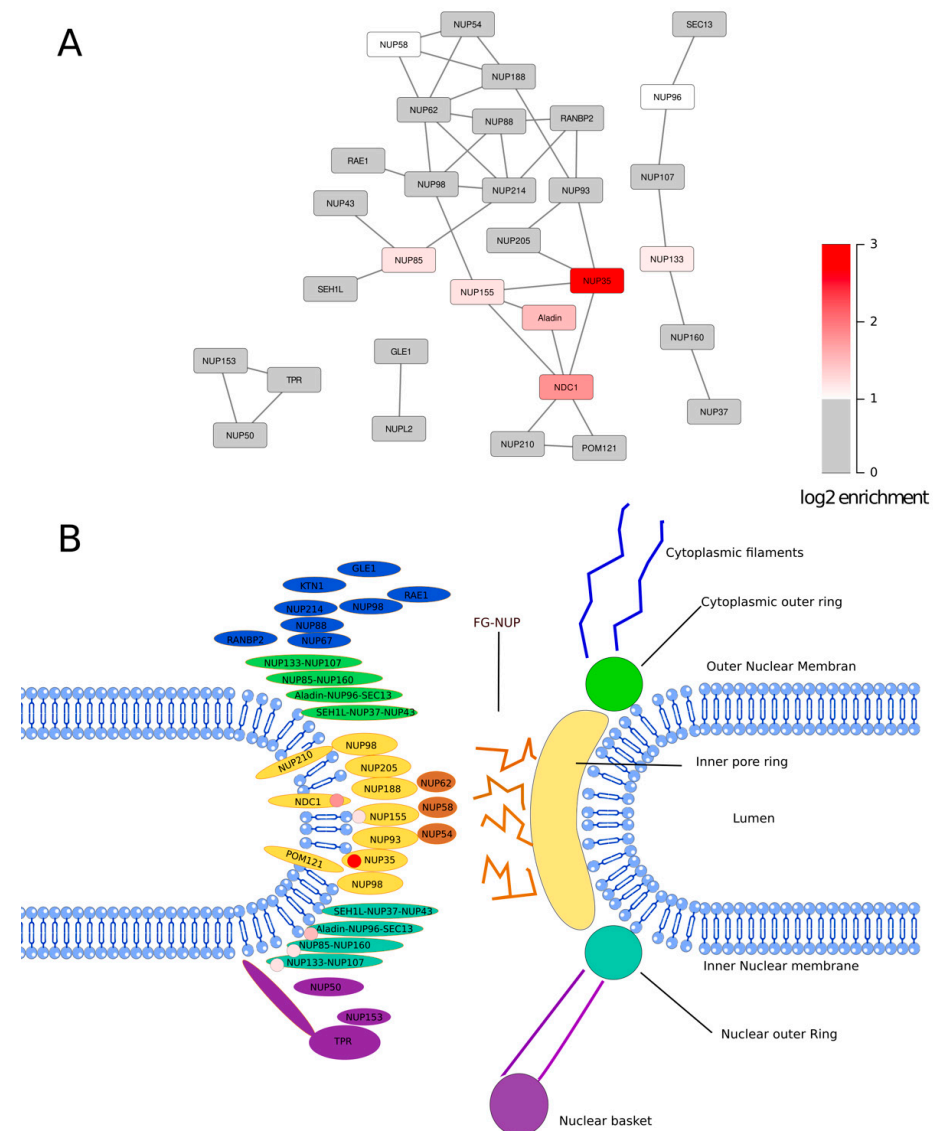 A
NUP54
SEC13
NUP58
NUP188
NUP96
NUP62
NUP88
RANBP2
RAE1
NUP98
NUP214
NUP93
NUP107
NUP43
NUP205
NUP85
NUP133
NUP35
SEH1L
NUP155
Aladin
NUP160
GLE1
NUP153
TPR
NDC1
NUP37
NUP50
NUPL2
NUP210
POM121
3
2
1
0
log2 enrichment
B
Cytoplasmic filaments
GLE1
KTN1
RAE1
NUP214
NUP98
Cytoplasmic outer ring
NUP88
FG-NUP
RANBP2
NUP67
NUP133-NUP107
Outer Nuclear Membran
NUP85-NUP160
Aladin-NUP96-SEC13
SEH1L-NUP37-NUP43
NUP98
NUP210
NUP205
Inner pore ring
NUP62
NUP188
NDC1
NUP58
NUP155
Lumen
NUP54
NUP93
POM121
NUP35
NUP98
SEH1L-NUP37-NUP43
Aladin-NUP96-SEC13
NUP85-NUP160
NUP133-NUP107
Inner Nuclear membrane
NUP50
NUP153
Nuclear outer Ring
TPR
Nuclear basket